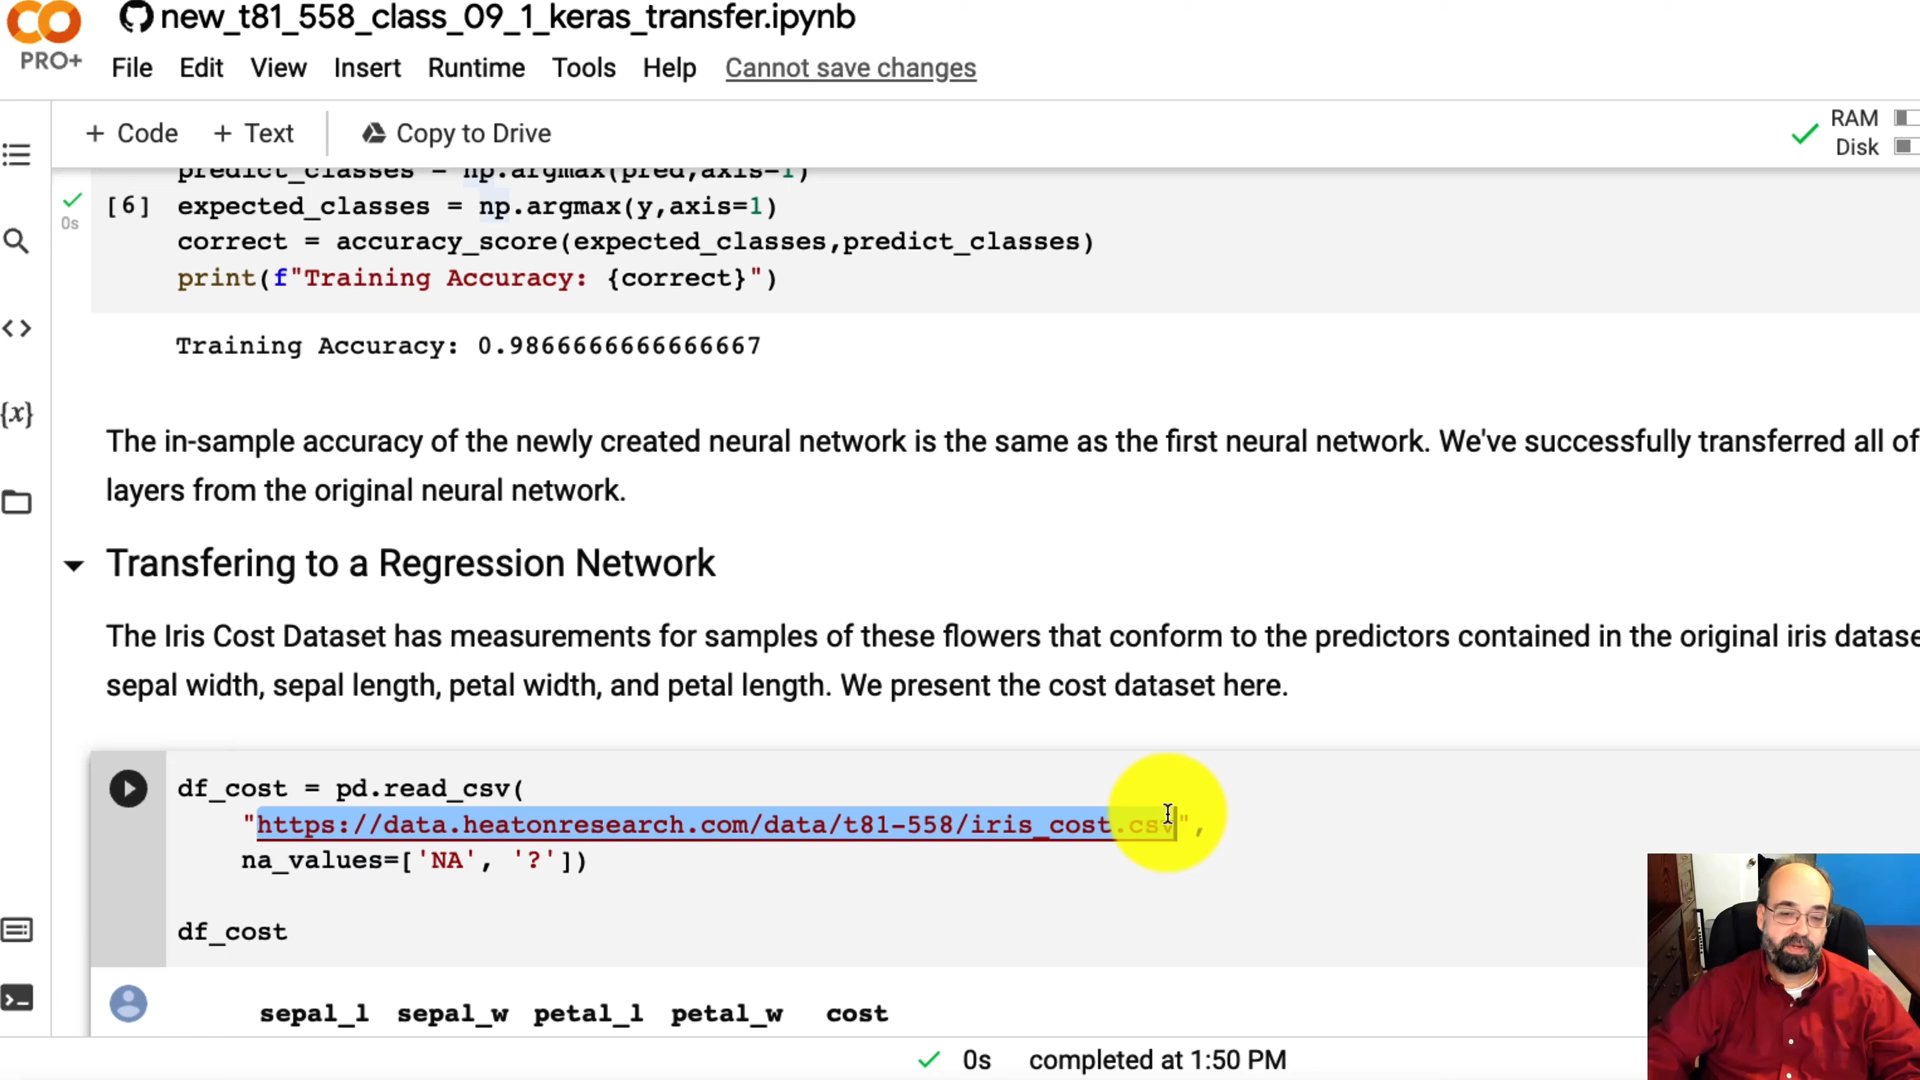 CO
PRO+
new_t81_558_class_09_1_keras_transfer.ipynb
File Edit View Insert Runtime Tools Help Cannot save changes
+ Code + Text Copy to Drive
RAM
Disk
predict_classes = np.argmax(pred,axis=1)
[6] expected_classes = np.argmax(y,axis=1)
0s
correct = accuracy_score(expected_classes,predict_classes)
print(f"Training Accuracy: {correct}")
Training Accuracy: 0.9866666666666667
{x}
The in-sample accuracy of the newly created neural network is the same as the first neural network. We've successfully transferred all of
layers from the original neural network.
Transfering to a Regression Network
The Iris Cost Dataset has measurements for samples of these flowers that conform to the predictors contained in the original iris datase
sepal width, sepal length, petal width, and petal length. We present the cost dataset here.
df_cost = pd.read_csv(
"https://data.heatonresearch.com/data/t81-558/iris_cost.csv",
na_values=['NA', '?'])
df_cost
sepal_l sepal_w petal_l petal_w cost
0s completed at 1:50 PM